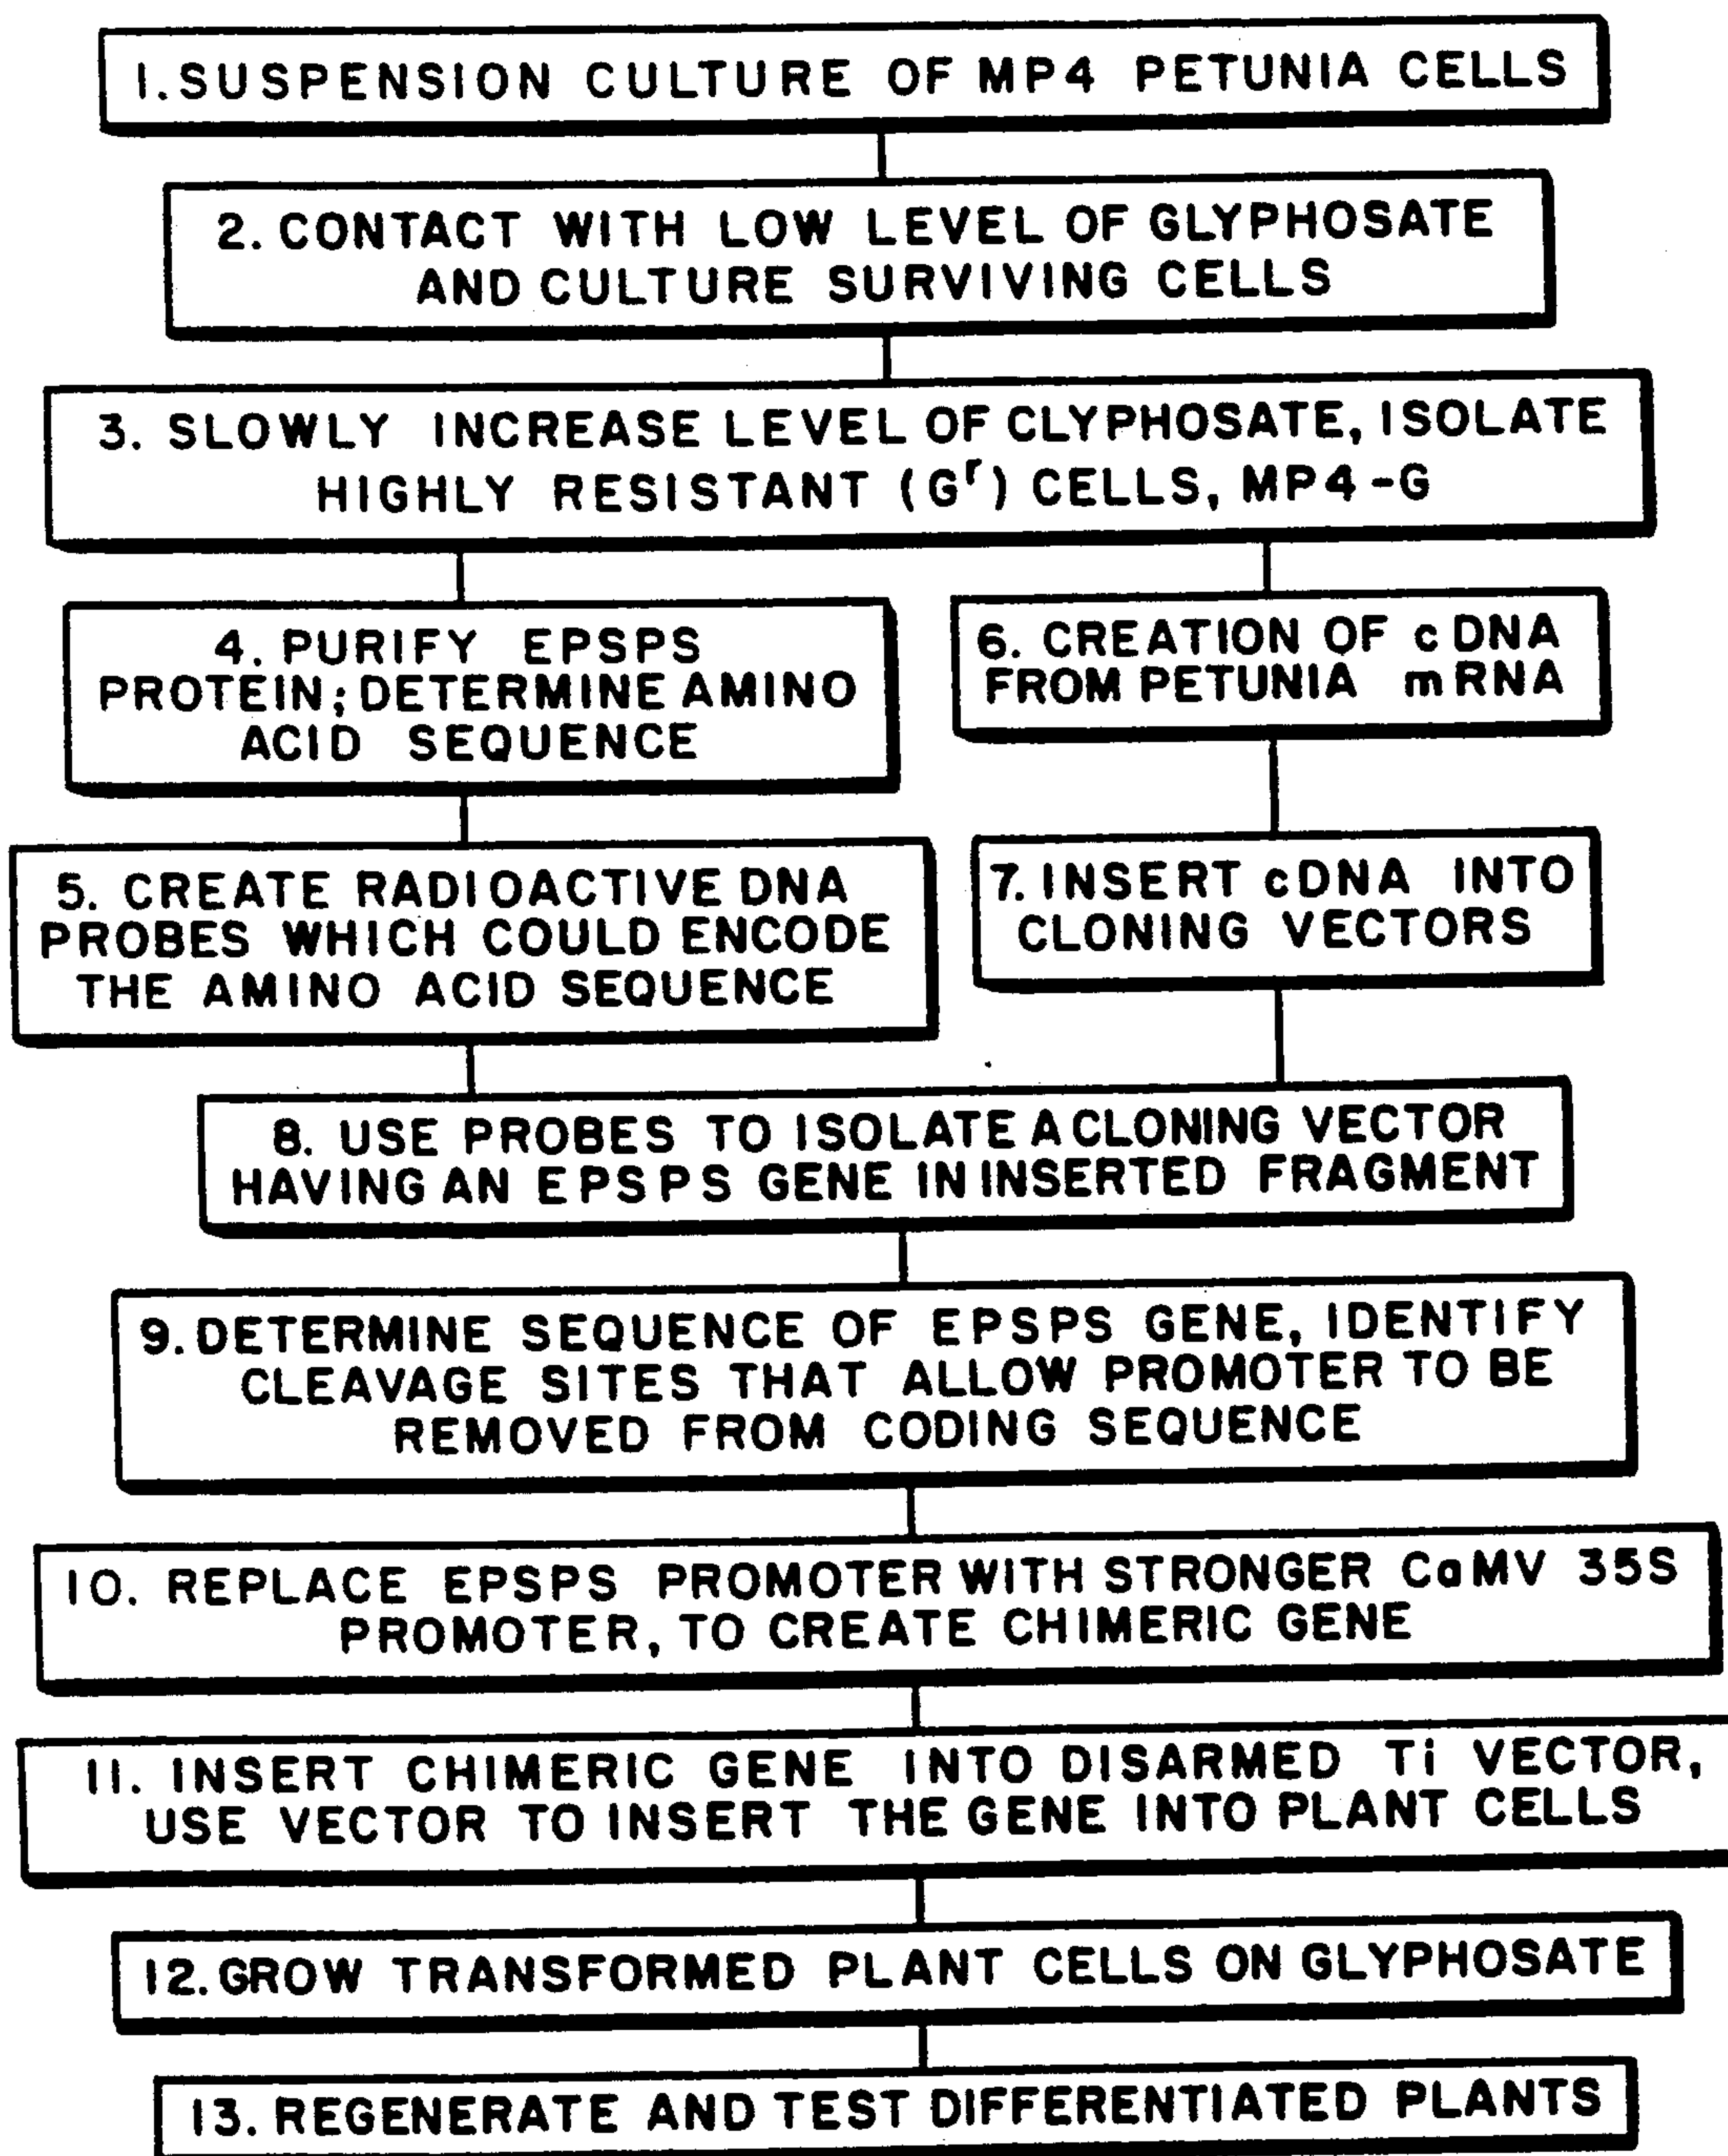 1. SUSPENSION CULTURE OF MP4 PETUNIA CELLS
2. CONTACT WITH LOW LEVEL OF GLYPHOSATE
AND CULTURE SURVIVING CELLS
3. SLOWLY INCREASE LEVEL OF CLYPHOSATE, ISOLATE
HIGHLY RESISTANT (Gʳ) CELLS, MP4-G
4. PURIFY EPSPS
PROTEIN; DETERMINE AMINO
ACID SEQUENCE
5. CREATE RADIOACTIVE DNA
PROBES WHICH COULD ENCODE
THE AMINO ACID SEQUENCE
6. CREATION OF cDNA
FROM PETUNIA mRNA
7. INSERT cDNA INTO
CLONING VECTORS
8. USE PROBES TO ISOLATE A CLONING VECTOR
HAVING AN EPSPS GENE IN INSERTED FRAGMENT
9. DETERMINE SEQUENCE OF EPSPS GENE, IDENTIFY
CLEAVAGE SITES THAT ALLOW PROMOTER TO BE
REMOVED FROM CODING SEQUENCE
10. REPLACE EPSPS PROMOTER WITH STRONGER CaMV 35S
PROMOTER, TO CREATE CHIMERIC GENE
11. INSERT CHIMERIC GENE INTO DISARMED Ti VECTOR,
USE VECTOR TO INSERT THE GENE INTO PLANT CELLS
12. GROW TRANSFORMED PLANT CELLS ON GLYPHOSATE
13. REGENERATE AND TEST DIFFERENTIATED PLANTS